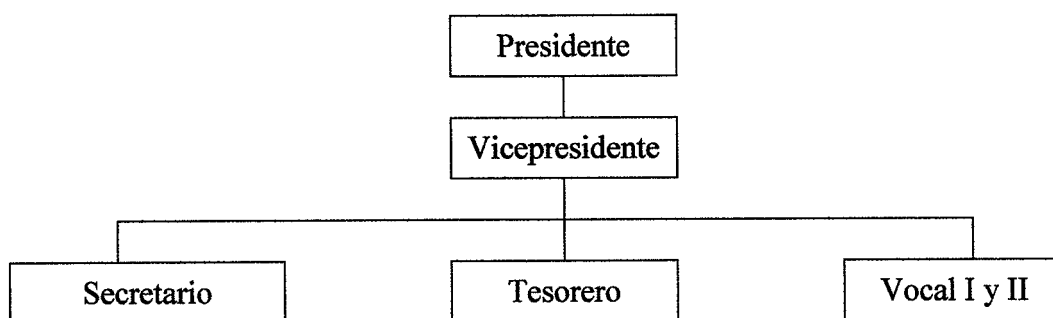 Presidente
Vicepresidente
Secretario
Tesorero
Vocal I y II